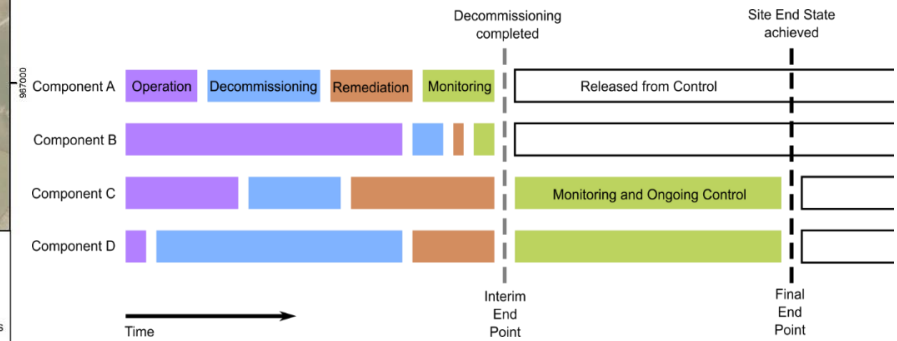 Decommissioning
completed
Site End State
achieved
967000
Component A
Operation
Decommissioning
Remediation
Monitoring
Released from Control
Component B
Component C
Monitoring and Ongoing Control
Component D
Time
Interim
End
Point
Final
End
Point
s